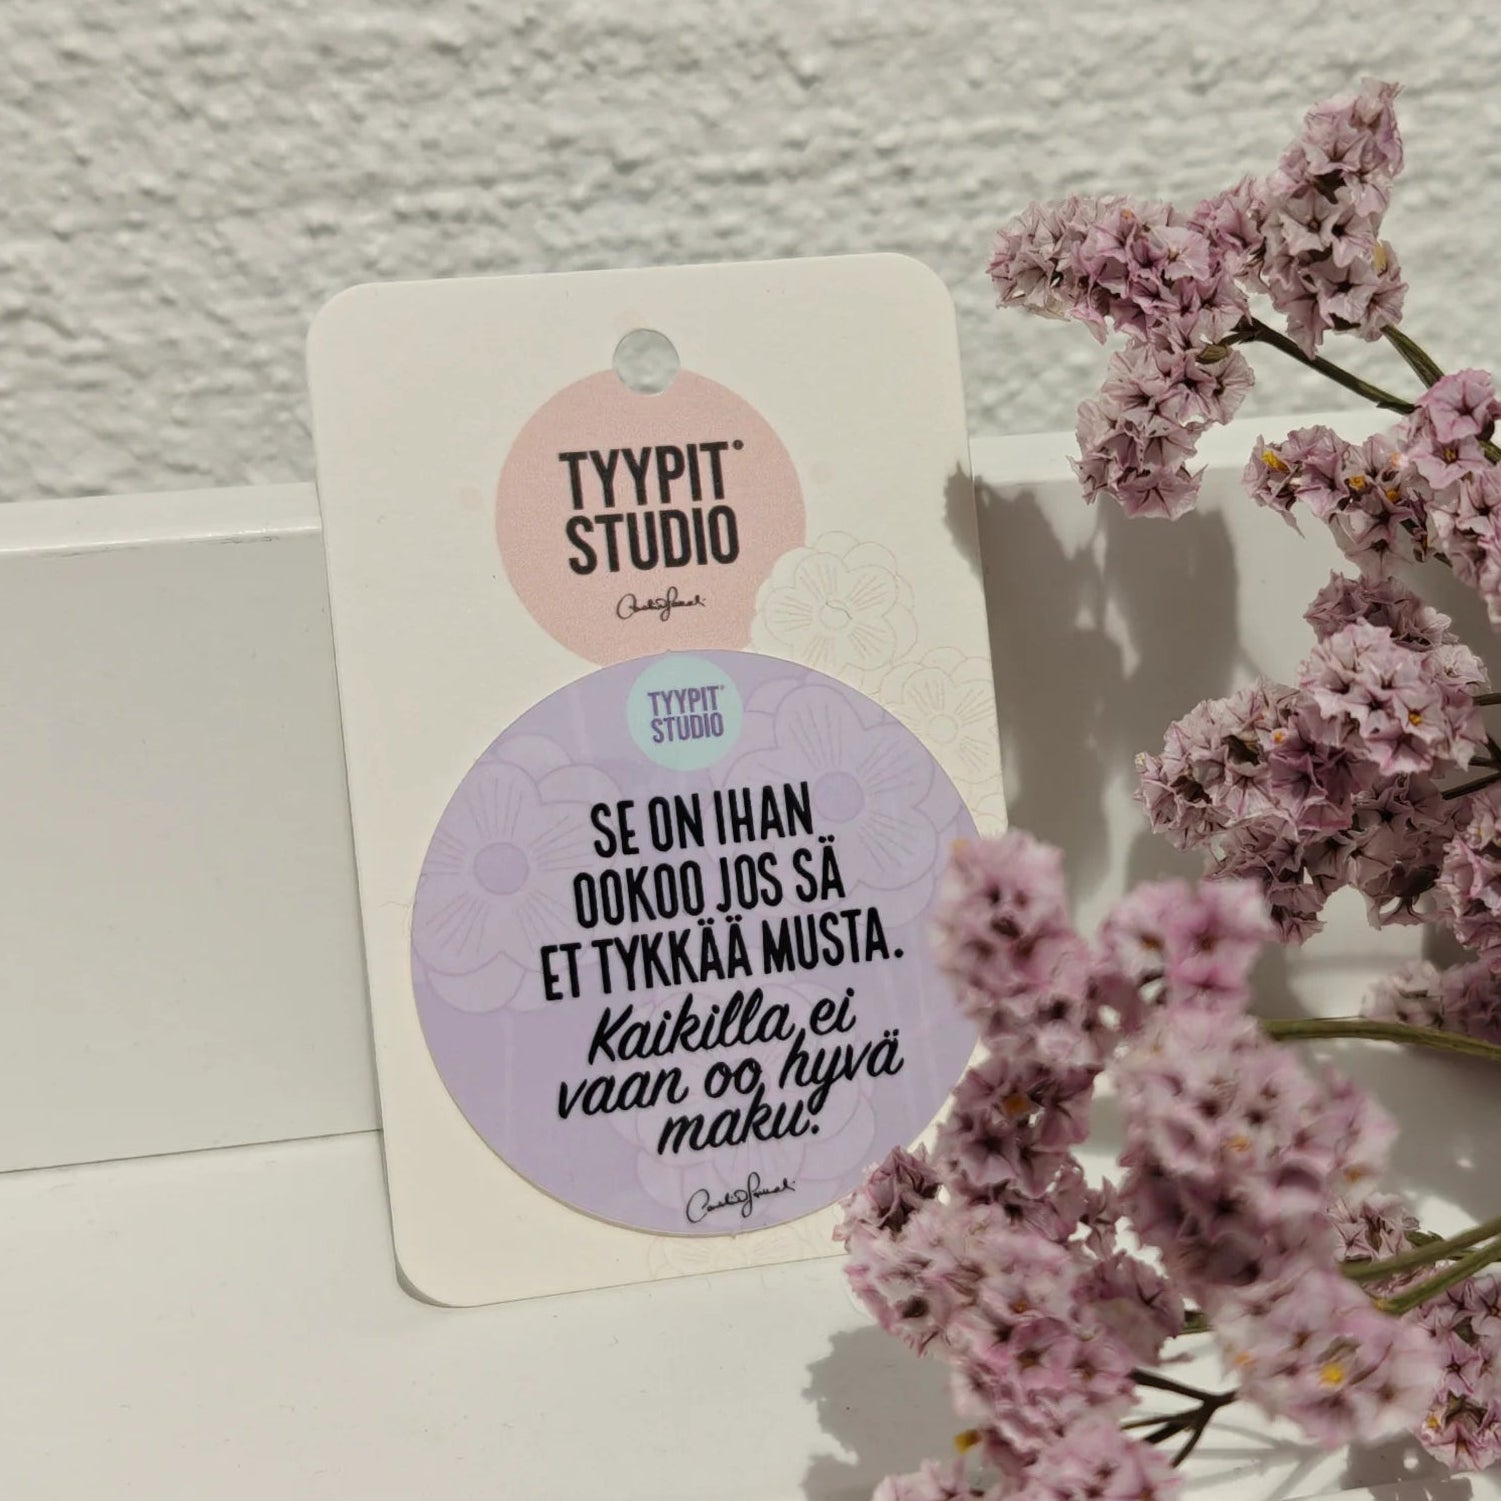 TYYPIT®
STUDIO
TYYPIT®
STUDIO
SE ON IHAN
OOKOO JOS SÄ
ET TYKKÄÄ MUSTA.
Kaikilla ei
vaan oo hyvä
maku.